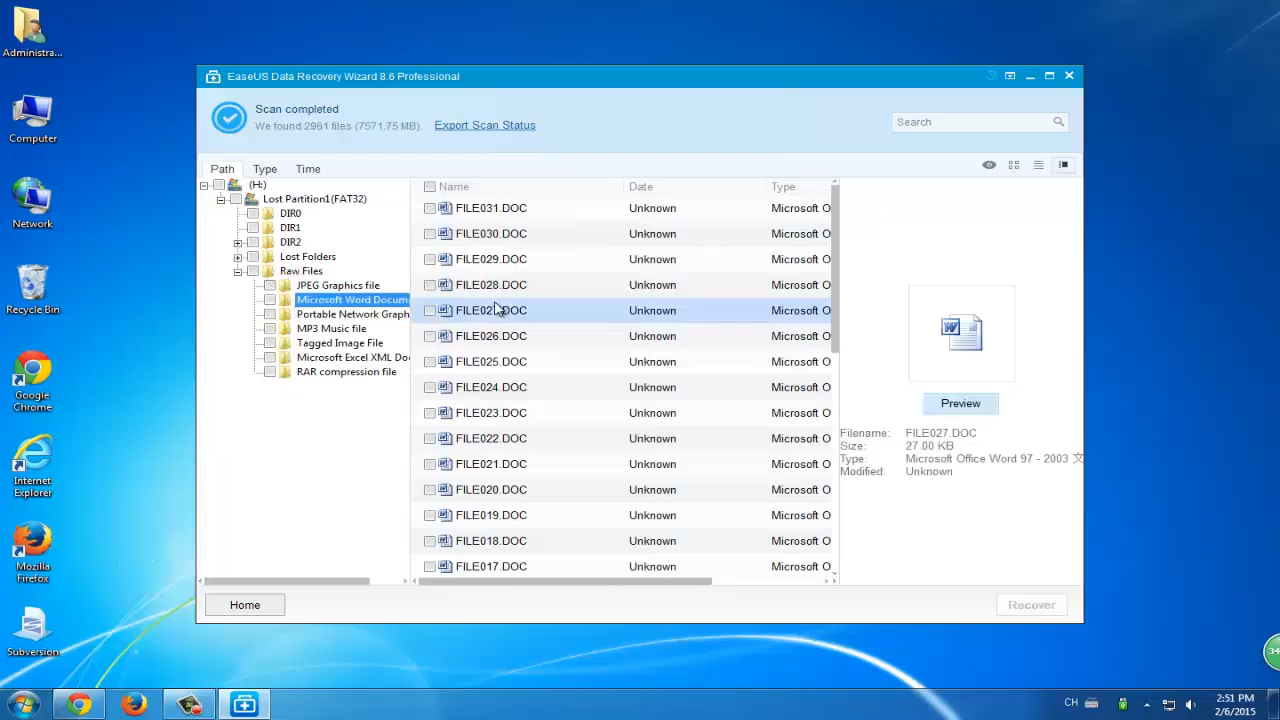 Administra...
Computer
Network
Recycle Bin
Google
Chrome
Internet
Explorer
Mozilla
Firefox
Subversion
EaseUS Data Recovery Wizard 8.6 Professional
Scan completed
We found 2961 files (7571.75 MB).
Export Scan Status
Search
Path Type Time
(H:)
Lost Partition1(FAT32)
DIR0
DIR1
DIR2
Lost Folders
Raw Files
JPEG Graphics file
Microsoft Word Docume
Portable Network Graph
MP3 Music file
Tagged Image File
Microsoft Excel XML Do
RAR compression file
Name Date Type
FILE031.DOC Unknown Microsoft O
FILE030.DOC Unknown Microsoft O
FILE029.DOC Unknown Microsoft O
FILE028.DOC Unknown Microsoft O
FILE027.DOC Unknown Microsoft O
FILE026.DOC Unknown Microsoft O
FILE025.DOC Unknown Microsoft O
FILE024.DOC Unknown Microsoft O
FILE023.DOC Unknown Microsoft O
FILE022.DOC Unknown Microsoft O
FILE021.DOC Unknown Microsoft O
FILE020.DOC Unknown Microsoft O
FILE019.DOC Unknown Microsoft O
FILE018.DOC Unknown Microsoft O
FILE017.DOC Unknown Microsoft O
Preview
Filename: FILE027.DOC
Size: 27.00 KB
Type: Microsoft Office Word 97 - 2003 文
Modified: Unknown
Home
Recover
34
CH
2:51 PM
2/6/2015